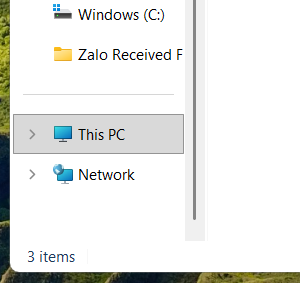 Windows (C:)
Zalo Received F
This PC
Network
3 items